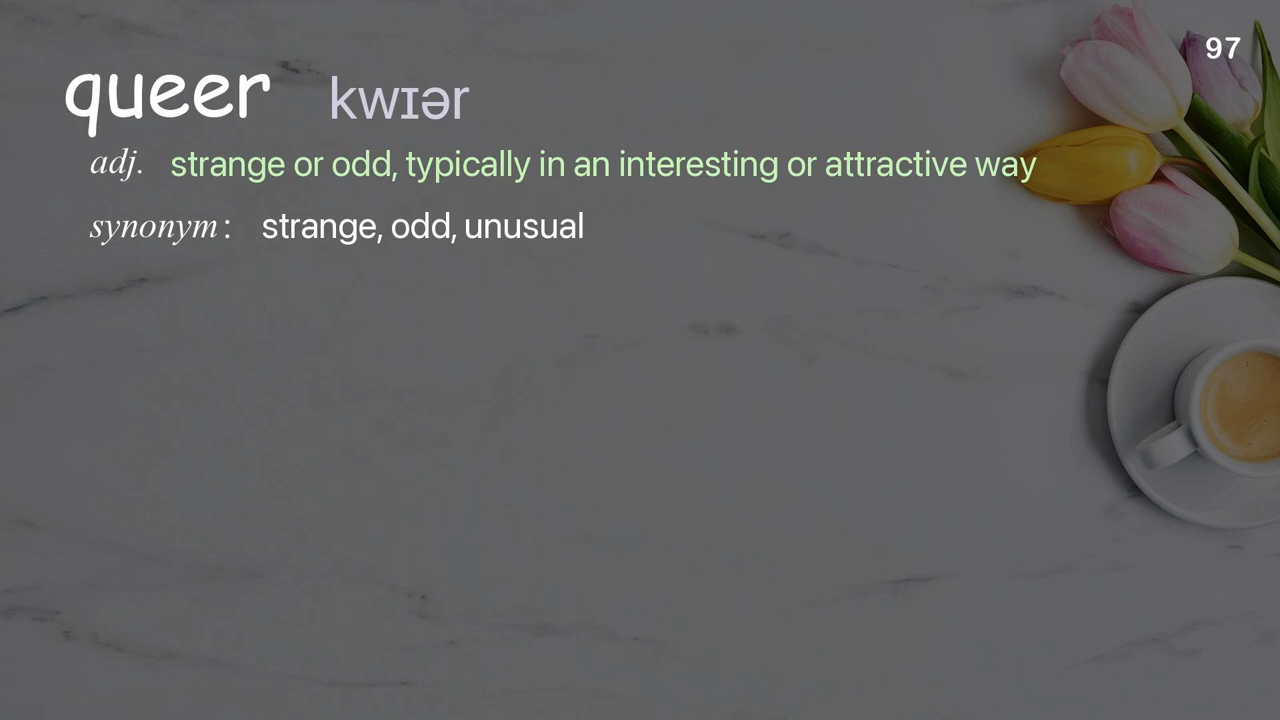 97
queer kwɪər
adj. strange or odd, typically in an interesting or attractive way
synonym: strange, odd, unusual